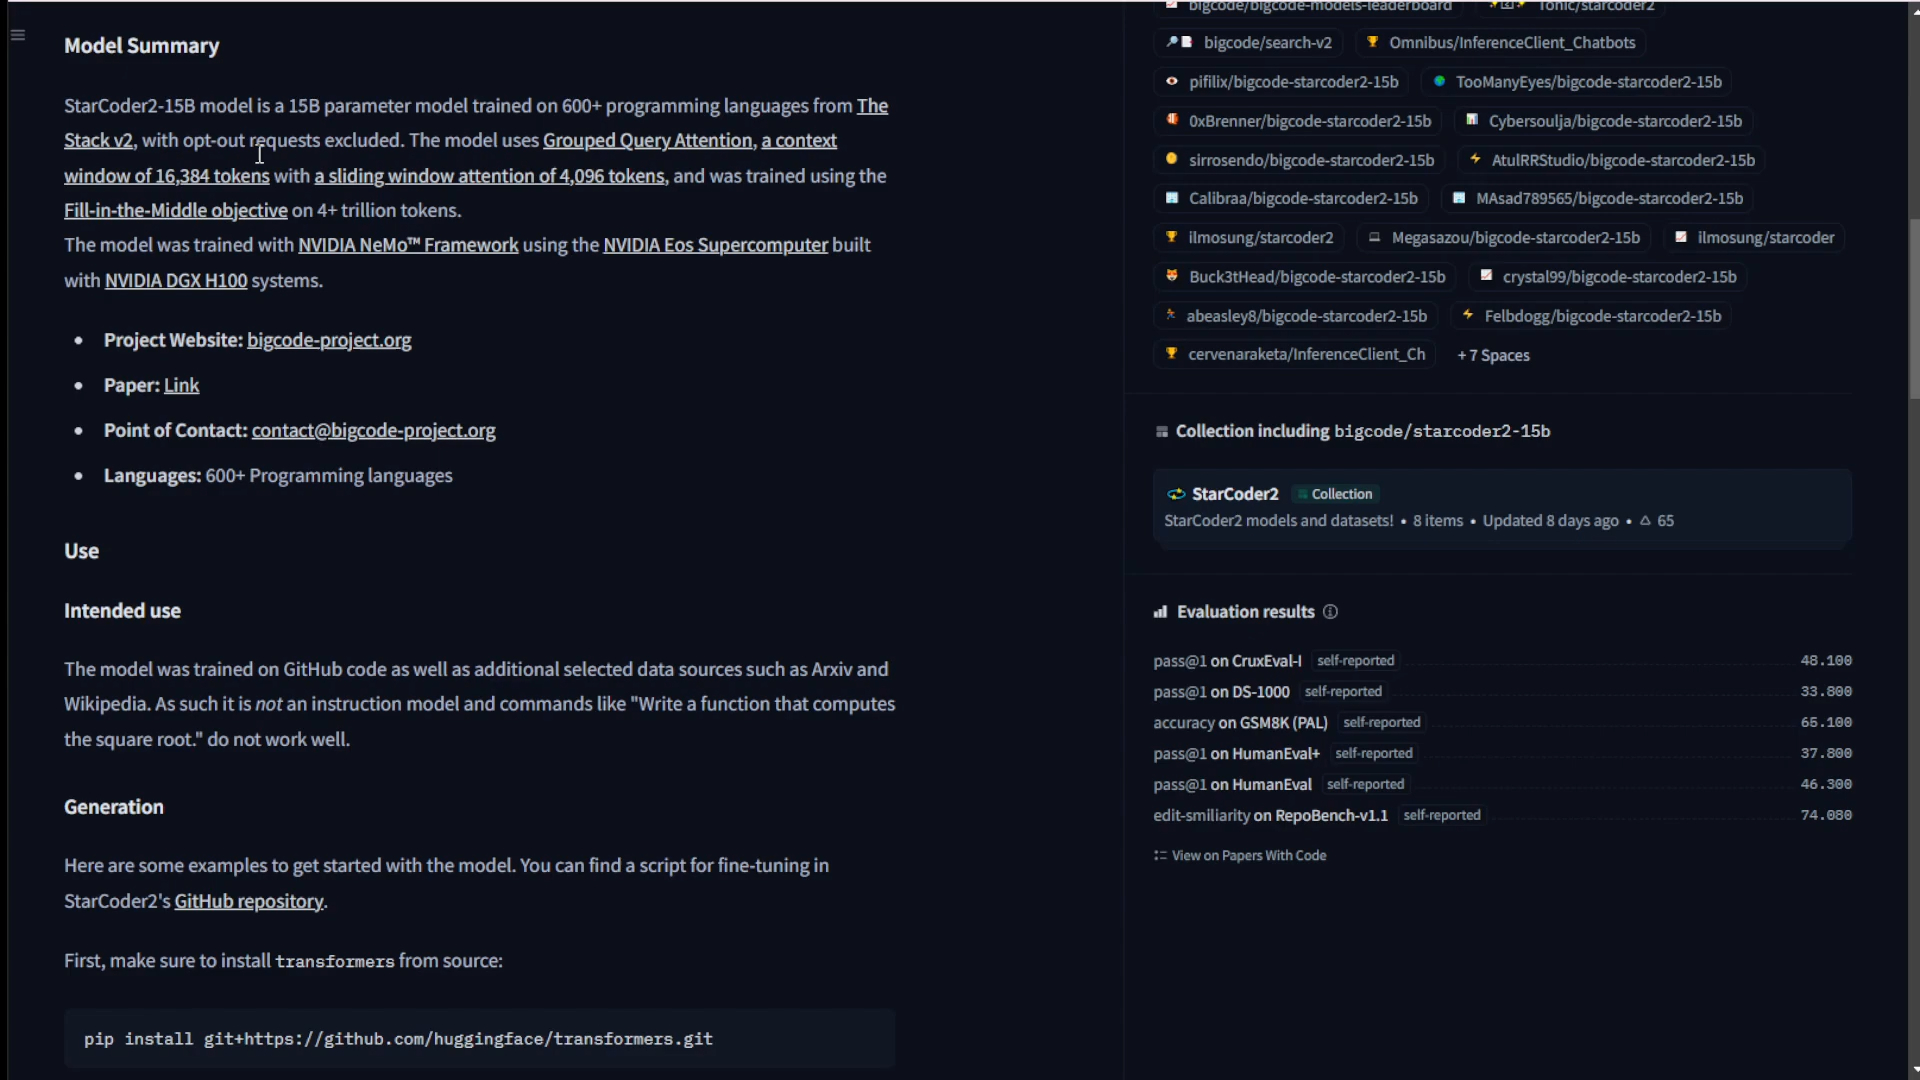 Model Summary
StarCoder2-15B model is a 15B parameter model trained on 600+ programming languages from The
Stack v2, with opt-out requests excluded. The model uses Grouped Query Attention, a context
window of 16,384 tokens with a sliding window attention of 4,096 tokens, and was trained using the
Fill-in-the-Middle objective on 4+ trillion tokens.
The model was trained with NVIDIA NeMo™ Framework using the NVIDIA Eos Supercomputer built
with NVIDIA DGX H100 systems.
• Project Website: bigcode-project.org
• Paper: Link
• Point of Contact: contact@bigcode-project.org
• Languages: 600+ Programming languages
Use
Intended use
The model was trained on GitHub code as well as additional selected data sources such as Arxiv and
Wikipedia. As such it is not an instruction model and commands like "Write a function that computes
the square root." do not work well.
Generation
Here are some examples to get started with the model. You can find a script for fine-tuning in
StarCoder2's GitHub repository.
First, make sure to install transformers from source:
pip install git+https://github.com/huggingface/transformers.git
bigcode/bigcode-models-leaderboard Tonic/starcoder2
bigcode/search-v2 Omnibus/InferenceClient_Chatbots
pifilix/bigcode-starcoder2-15b TooManyEyes/bigcode-starcoder2-15b
0xBrenner/bigcode-starcoder2-15b Cybersoulja/bigcode-starcoder2-15b
sirrosendo/bigcode-starcoder2-15b AtulRRStudio/bigcode-starcoder2-15b
Calibraa/bigcode-starcoder2-15b MAsad789565/bigcode-starcoder2-15b
ilmosung/starcoder2 Megasazou/bigcode-starcoder2-15b ilmosung/starcoder
Buck3tHead/bigcode-starcoder2-15b crystal99/bigcode-starcoder2-15b
abeasley8/bigcode-starcoder2-15b Felbdogg/bigcode-starcoder2-15b
cervenaraketa/InferenceClient_Ch + 7 Spaces
Collection including bigcode/starcoder2-15b
StarCoder2 Collection
StarCoder2 models and datasets! • 8 items • Updated 8 days ago • 65
Evaluation results
pass@1 on CruxEval-I self-reported 48.100
pass@1 on DS-1000 self-reported 33.800
accuracy on GSM8K (PAL) self-reported 65.100
pass@1 on HumanEval+ self-reported 37.800
pass@1 on HumanEval self-reported 46.300
edit-smiliarity on RepoBench-v1.1 self-reported 74.080
View on Papers With Code